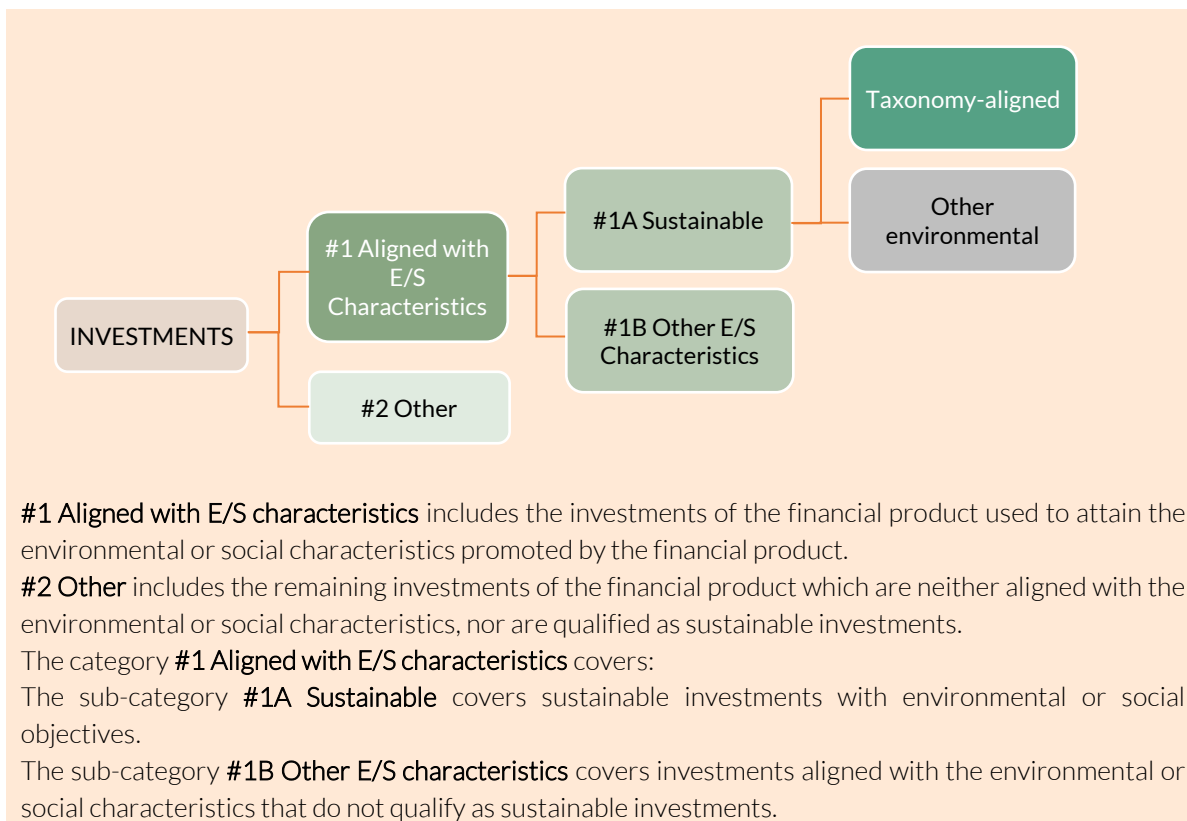 Taxonomy-aligned
Other
environmental
#1A Sustainable
#1 Aligned with
E/S
Characteristics
#1B Other E/S
Characteristics
INVESTMENTS
#2 Other
#1 Aligned with E/S characteristics includes the investments of the financial product used to attain the
environmental or social characteristics promoted by the financial product.
#2 Other includes the remaining investments of the financial product which are neither aligned with the
environmental or social characteristics, nor are qualified as sustainable investments.
The category #1 Aligned with E/S characteristics covers:
The sub-category #1A Sustainable covers sustainable investments with environmental or social
objectives.
The sub-category #1B Other E/S characteristics covers investments aligned with the environmental or
social characteristics that do not qualify as sustainable investments.